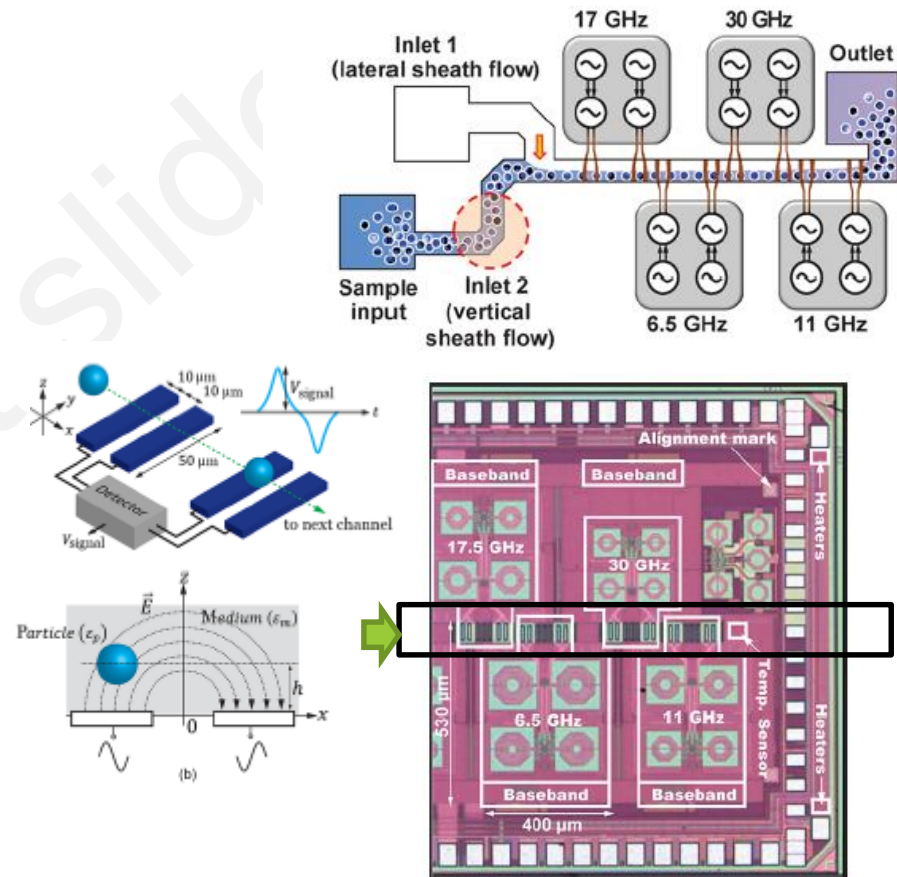 slide
17 GHz
30 GHz
Inlet 1
(lateral sheath flow)
Outlet
Sample
input
Inlet 2
(vertical
sheath flow)
6.5 GHz
11 GHz
z
y
x
10 μm
10 μm
50 μm
V_signal
t
Detector
V_signal
to next channel
z
E
Particle (ε_p)
Medium (ε_m)
h
0
x
(b)
Alignment mark
Baseband
Baseband
Heaters
17.5 GHz
30 GHz
530 μm
6.5 GHz
11 GHz
Temp. Sensor
Heaters
Baseband
Baseband
400 μm